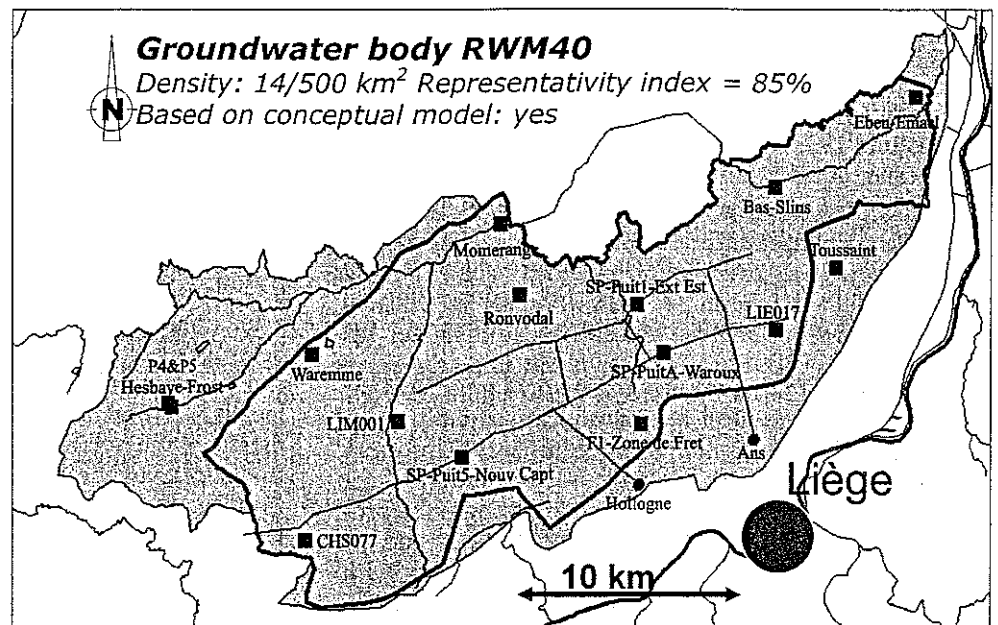 Groundwater body RWM40
Density: 14/500 km² Representativity index = 85%
Based on conceptual model: yes
N
Eben-Emael
Bas-Slins
Momerang
Toussaint
SP-Puit1-Ext Est
Ronvodal
LIE017
P4&P5
Hesbaye-Frost
Waremme
SP-PuitA-Waroux
LIM001
F1-Zone de Fret
Ans
SP-Puit5-Nouv Capt
Liège
Hollogne
CHS077
10 km